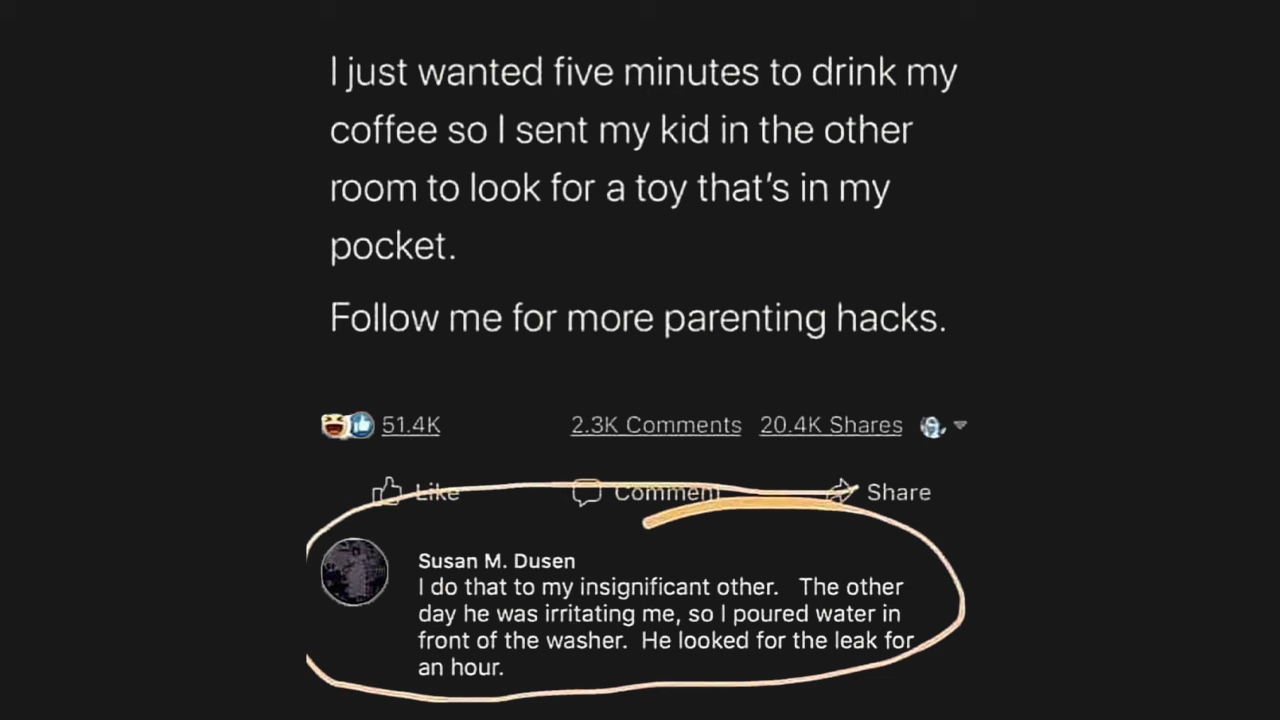 I just wanted five minutes to drink my
coffee so I sent my kid in the other
room to look for a toy that's in my
pocket.
Follow me for more parenting hacks.
51.4K 2.3K Comments 20.4K Shares
Like Comment Share
Susan M. Dusen
I do that to my insignificant other. The other
day he was irritating me, so I poured water in
front of the washer. He looked for the leak for
an hour.